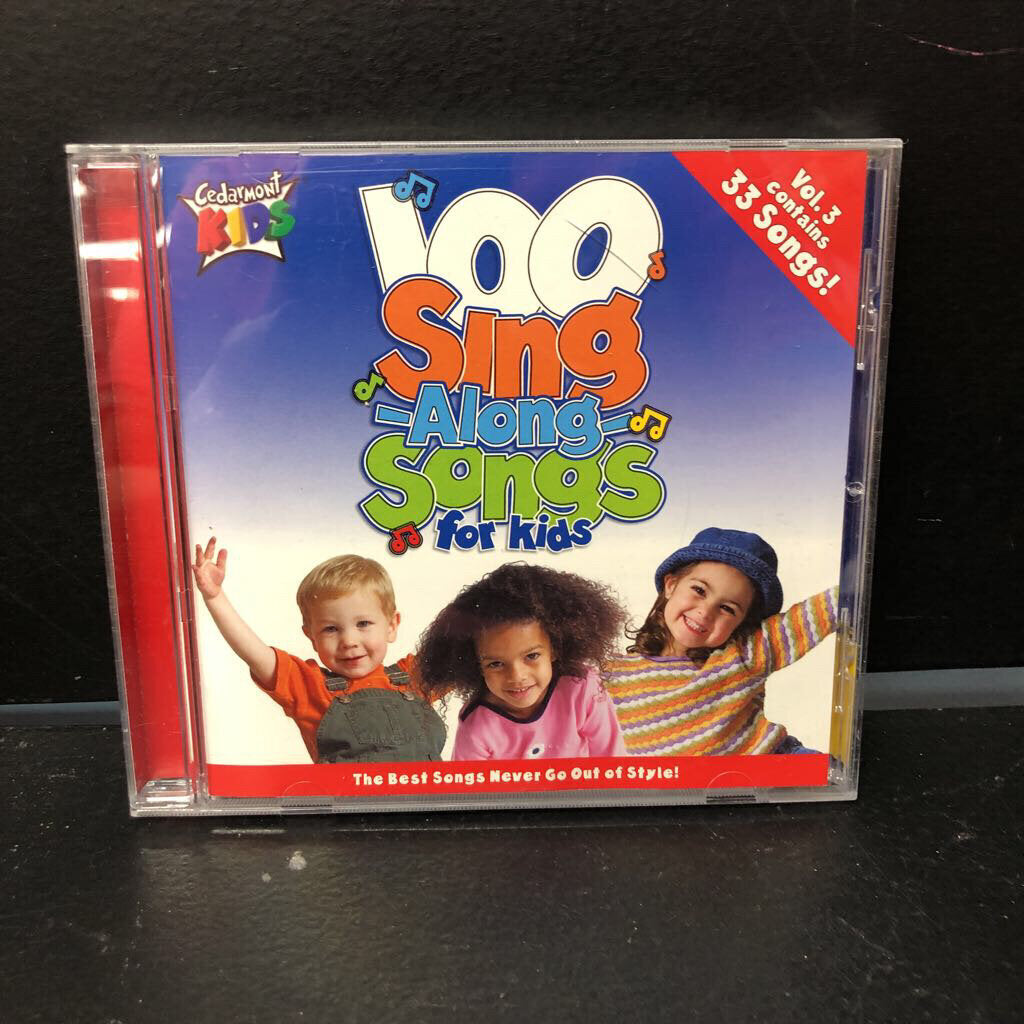 Cedarmont
KIDS
100
Sing
-Along-
Songs
for kids
Vol. 3
contains
33 Songs!
The Best Songs Never Go Out of Style!